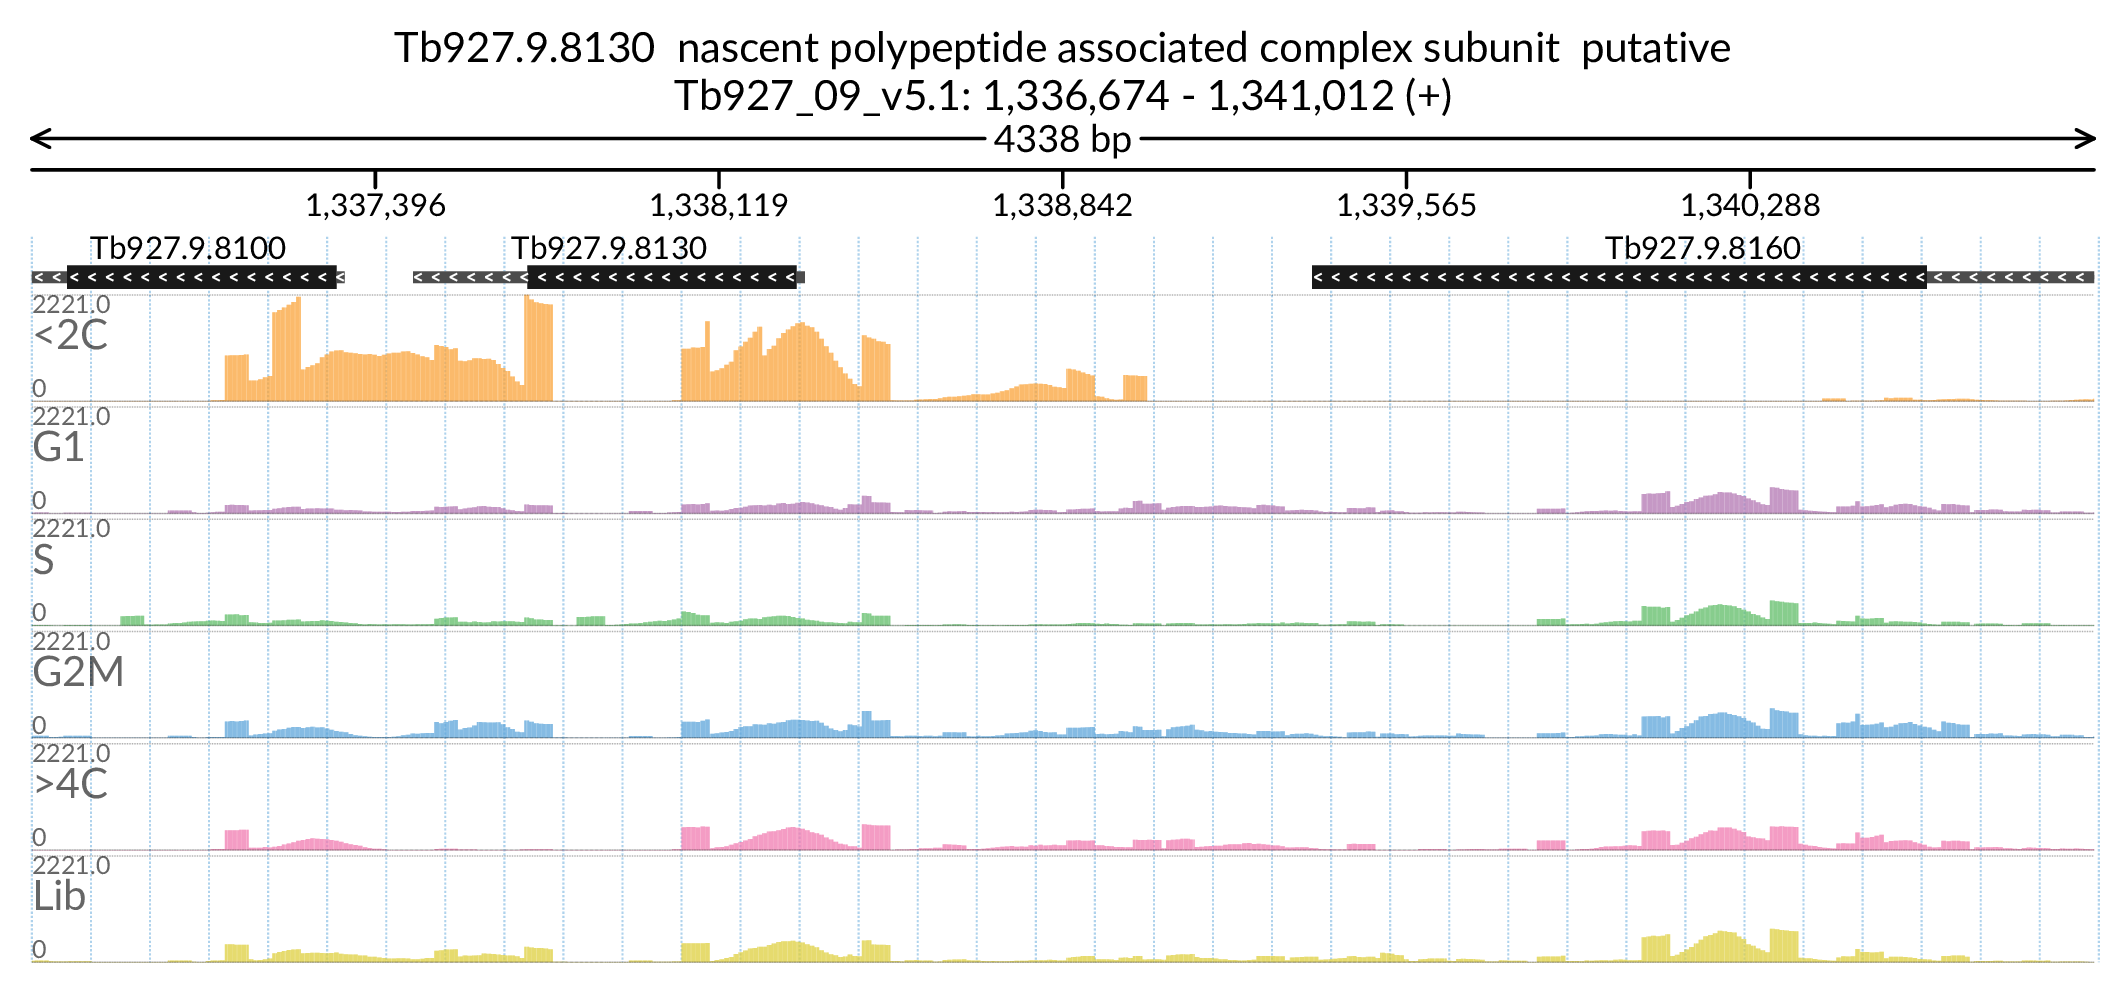 Tb927.9.8130  nascent polypeptide associated complex subunit  putative
Tb927_09_v5.1: 1,336,674 - 1,341,012 (+)
4338 bp
1,337,396 1,338,119 1,338,842 1,339,565 1,340,288
Tb927.9.8100 Tb927.9.8130 Tb927.9.8160
2221.0
<2C
0
2221.0
G1
0
2221.0
S
0
2221.0
G2M
0
2221.0
>4C
0
2221.0
Lib
0